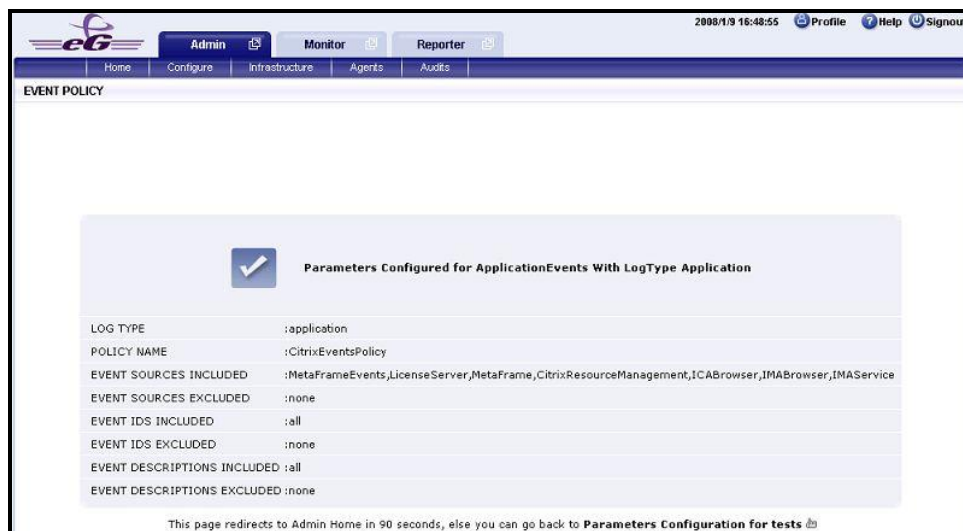 2008/1/9 16:48:55 Profile Help Signou
eG Admin Monitor Reporter
Home Configure Infrastructure Agents Audits
EVENT POLICY
Parameters Configured for ApplicationEvents With LogType Application
LOG TYPE :application
POLICY NAME :CitrixEventsPolicy
EVENT SOURCES INCLUDED :MetaFrameEvents,LicenseServer,MetaFrame,CitrixResourceManagement,ICABrowser,IMABrowser,IMAService
EVENT SOURCES EXCLUDED :none
EVENT IDS INCLUDED :all
EVENT IDS EXCLUDED :none
EVENT DESCRIPTIONS INCLUDED :all
EVENT DESCRIPTIONS EXCLUDED :none
This page redirects to Admin Home in 90 seconds, else you can go back to Parameters Configuration for tests